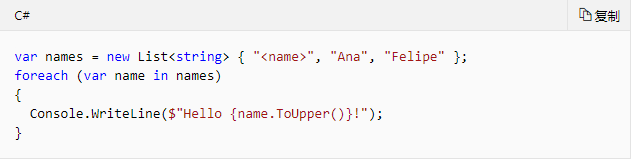 C#
复制
var names = new List<string> { "<name>", "Ana", "Felipe" };
foreach (var name in names)
{
  Console.WriteLine($"Hello {name.ToUpper()}!");
}